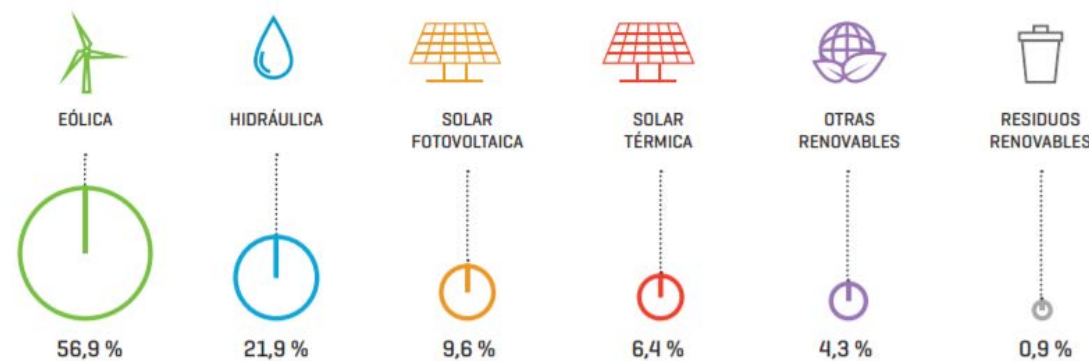 EÓLICA
HIDRÁULICA
SOLAR
FOTOVOLTAICA
SOLAR
TÉRMICA
OTRAS
RENOVABLES
RESIDUOS
RENOVABLES
56,9 %
21,9 %
9,6 %
6,4 %
4,3 %
0,9 %